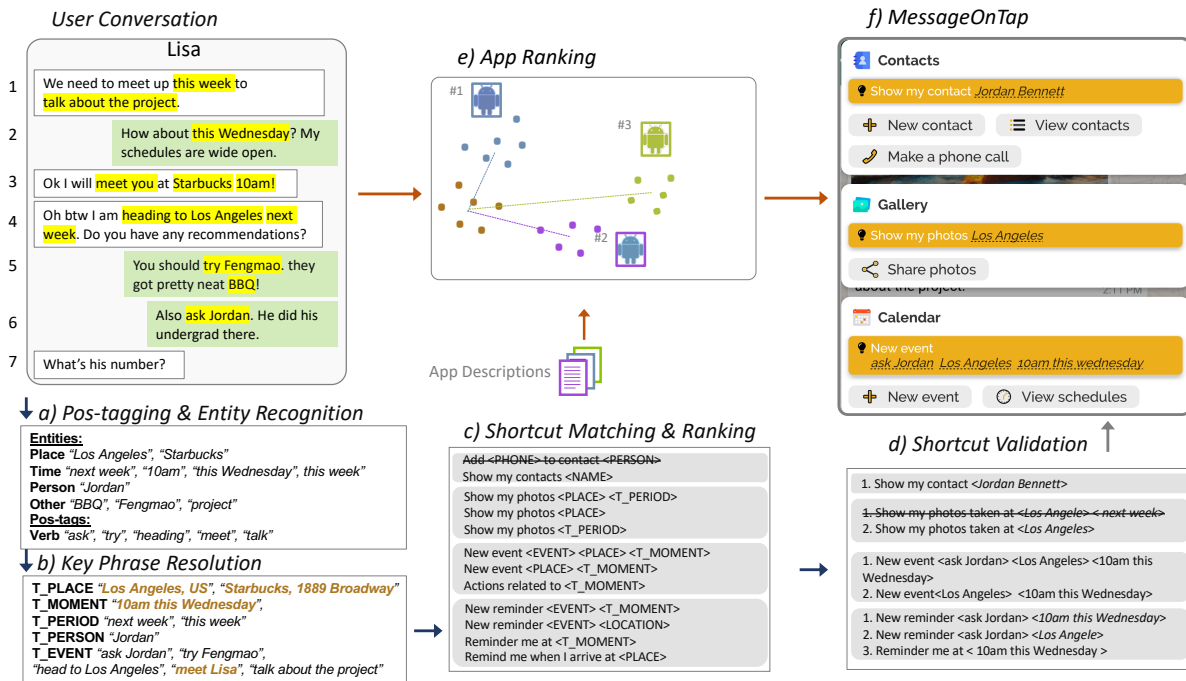 User Conversation
Lisa
1
We need to meet up this week to
talk about the project.
2
How about this Wednesday? My
schedules are wide open.
3
Ok I will meet you at Starbucks 10am!
4
Oh btw I am heading to Los Angeles next
week. Do you have any recommendations?
5
You should try Fengmao. they
got pretty neat BBQ!
6
Also ask Jordan. He did his
undergrad there.
7
What's his number?
e) App Ranking
#1
#3
#2
App Descriptions
f) MessageOnTap
Contacts
Show my contact Jordan Bennett
New contact
View contacts
Make a phone call
Gallery
Show my photos Los Angeles
Share photos
about the project.
2:11 PM
Calendar
New event
ask Jordan Los Angeles 10am this wednesday
New event
View schedules
a) Pos-tagging & Entity Recognition
Entities:
Place "Los Angeles", "Starbucks"
Time "next week", "10am", "this Wednesday", this week"
Person "Jordan"
Other "BBQ", "Fengmao", "project"
Pos-tags:
Verb "ask", "try", "heading", "meet", "talk"
b) Key Phrase Resolution
T_PLACE "Los Angeles, US", "Starbucks, 1889 Broadway"
T_MOMENT "10am this Wednesday",
T_PERIOD "next week", "this week"
T_PERSON "Jordan"
T_EVENT "ask Jordan", "try Fengmao",
"head to Los Angeles", "meet Lisa", "talk about the project"
c) Shortcut Matching & Ranking
Add <PHONE> to contact <PERSON>
Show my contacts <NAME>
Show my photos <PLACE> <T_PERIOD>
Show my photos <PLACE>
Show my photos <T_PERIOD>
New event <EVENT> <PLACE> <T_MOMENT>
New event <PLACE> <T_MOMENT>
Actions related to <T_MOMENT>
New reminder <EVENT> <T_MOMENT>
New reminder <EVENT> <LOCATION>
Reminder me at <T_MOMENT>
Remind me when I arrive at <PLACE>
d) Shortcut Validation
1. Show my contact <Jordan Bennett>
1. Show my photos taken at <Los Angele> < next week>
2. Show my photos taken at <Los Angeles>
1. New event <ask Jordan> <Los Angeles> <10am this
Wednesday>
2. New event<Los Angeles> <10am this Wednesday>
1. New reminder <ask Jordan> <10am this Wednesday>
2. New reminder <ask Jordan> <Los Angele>
3. Reminder me at < 10am this Wednesday >